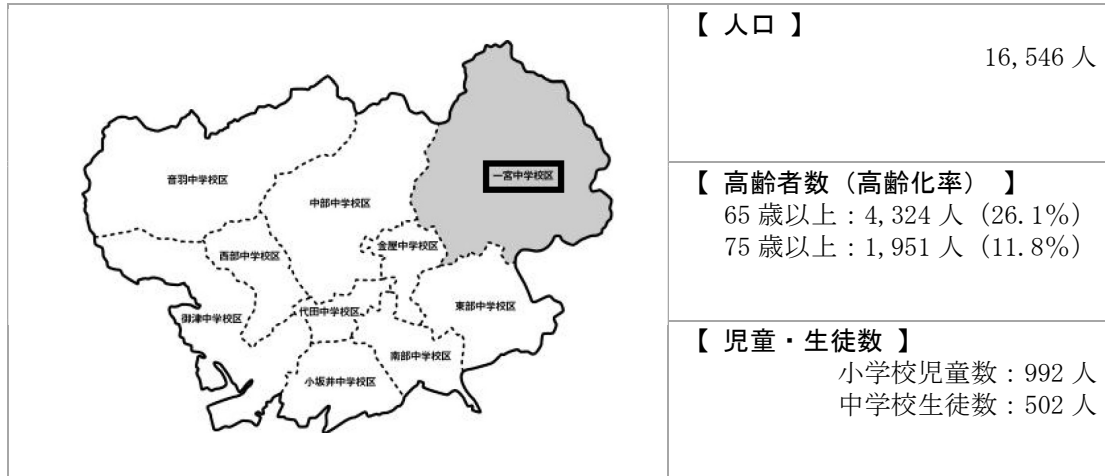 音羽中学校区
中部中学校区
一宮中学校区
金屋中学校区
西部中学校区
東部中学校区
御津中学校区
代田中学校区
南部中学校区
小坂井中学校区
【 人口 】
16,546 人
【 高齢者数（高齢化率） 】
65 歳以上：4,324 人（26.1%）
75 歳以上：1,951 人（11.8%）
【 児童・生徒数 】
小学校児童数：992 人
中学校生徒数：502 人